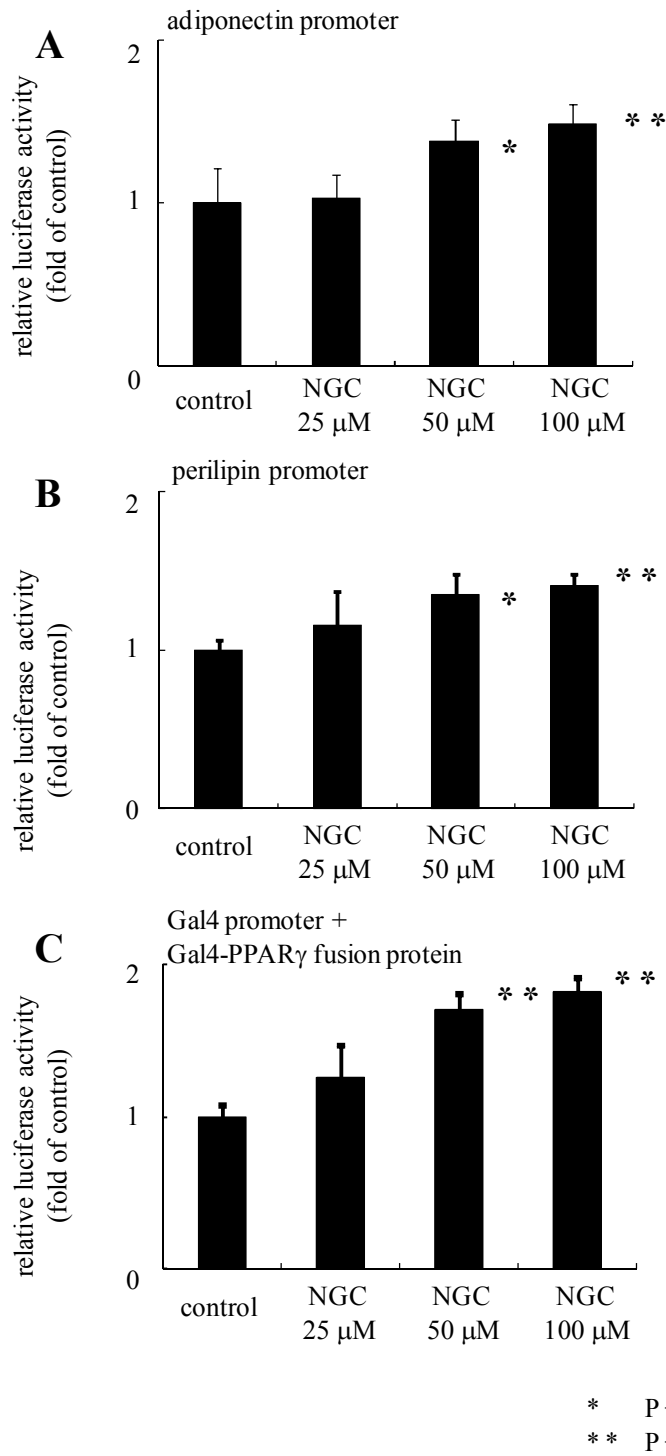 A
adiponectin promoter
relative luciferase activity
(fold of control)
2
1
0
control
NGC
25 μM
NGC
50 μM
NGC
100 μM
*
* *
B
perilipin promoter
relative luciferase activity
(fold of control)
2
1
0
control
NGC
25 μM
NGC
50 μM
NGC
100 μM
*
* *
C
Gal4 promoter +
Gal4-PPARγ fusion protein
relative luciferase activity
(fold of control)
2
1
0
control
NGC
25 μM
NGC
50 μM
NGC
100 μM
* *
* *
* P
* * P